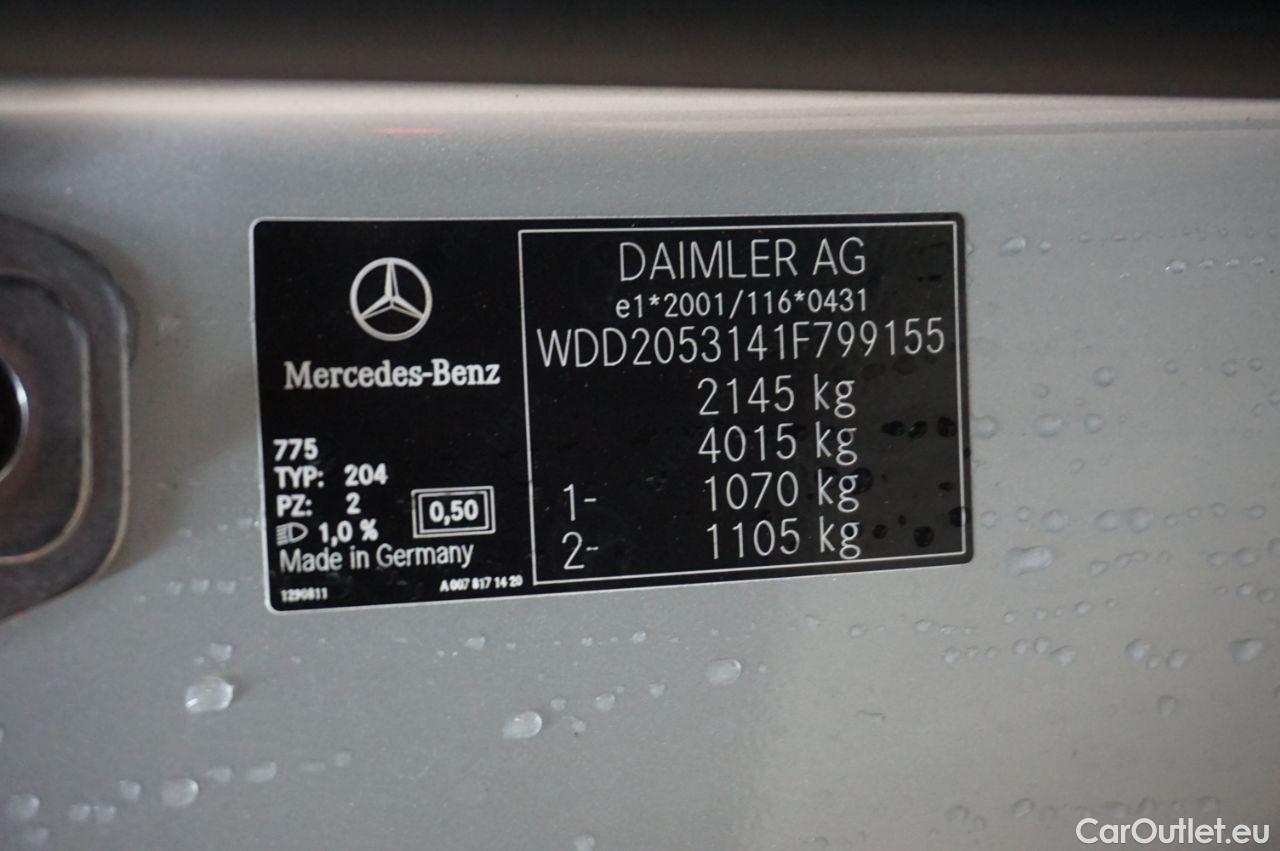 Mercedes-Benz
775
TYP: 204
PZ: 2
1,0 %
0,50
Made in Germany
1290811
A 007 817 14 20
DAIMLER AG
e1*2001/116*0431
WDD2053141F799155
2145 kg
4015 kg
1- 1070 kg
2- 1105 kg
CarOutlet.eu